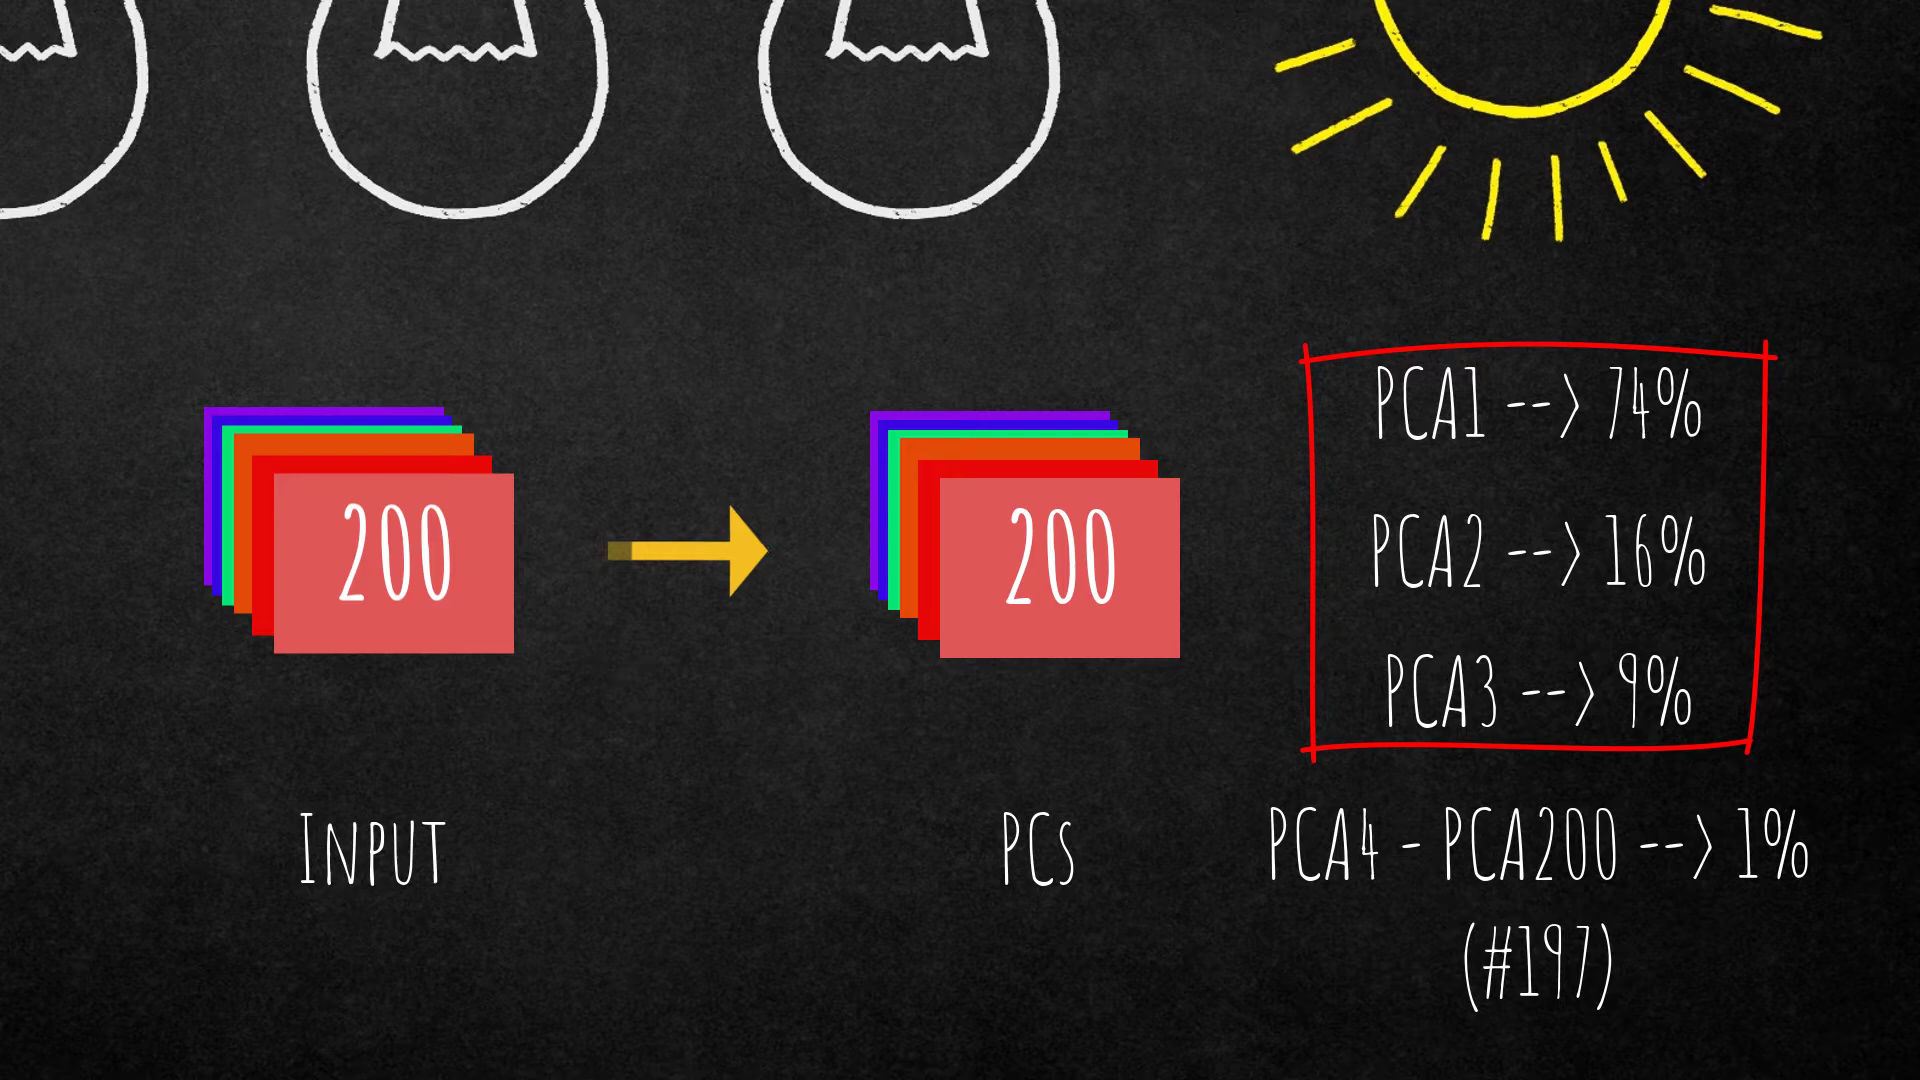 200
200
PCA1 --> 74%
PCA2 --> 16%
PCA3 --> 9%
Input
PCs
PCA4 - PCA200 --> 1%
(#197)